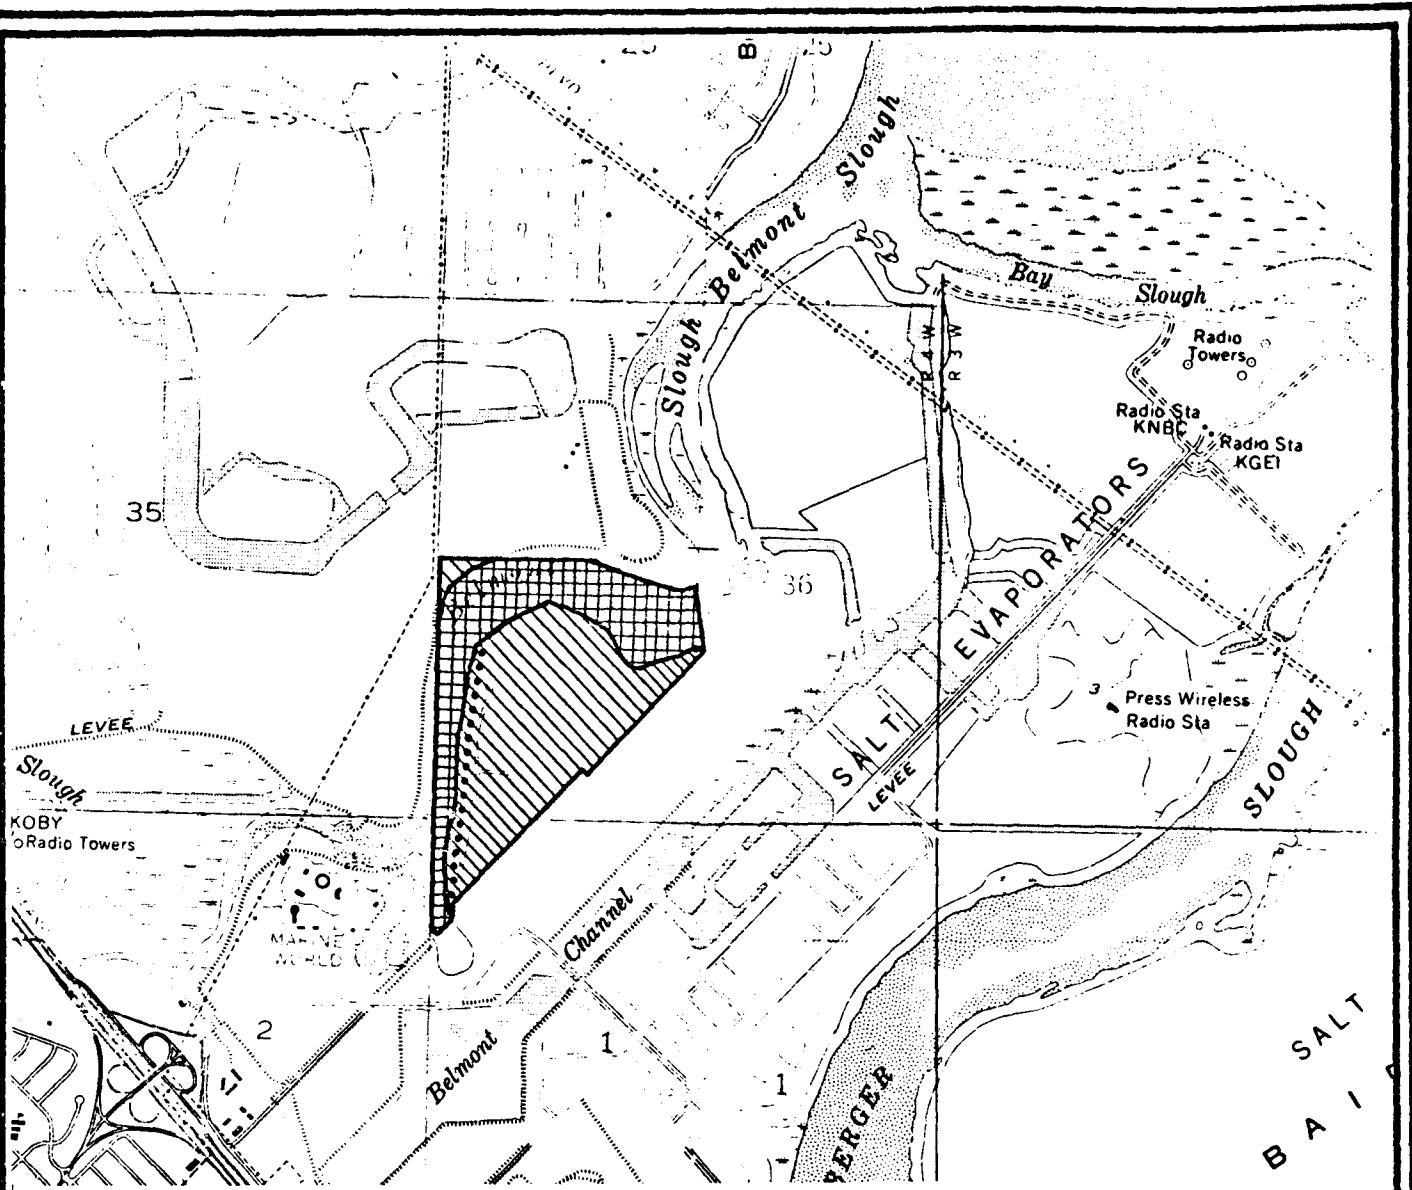 B
Slough
Belmont
Slough
Bay
Slough
Radio
Towers
R 4 W
R 3 W
Radio Sta
KNBC
Radio Sta
KGEI
35
36
SALT EVAPORATORS
LEVEE
3
Press Wireless
Radio Sta
LEVEE
Slough
KOBY
Radio Towers
SLOUGH
MARINE
WORLD
Channel
2
1
Belmont
1
SALT
BAI
BERGER